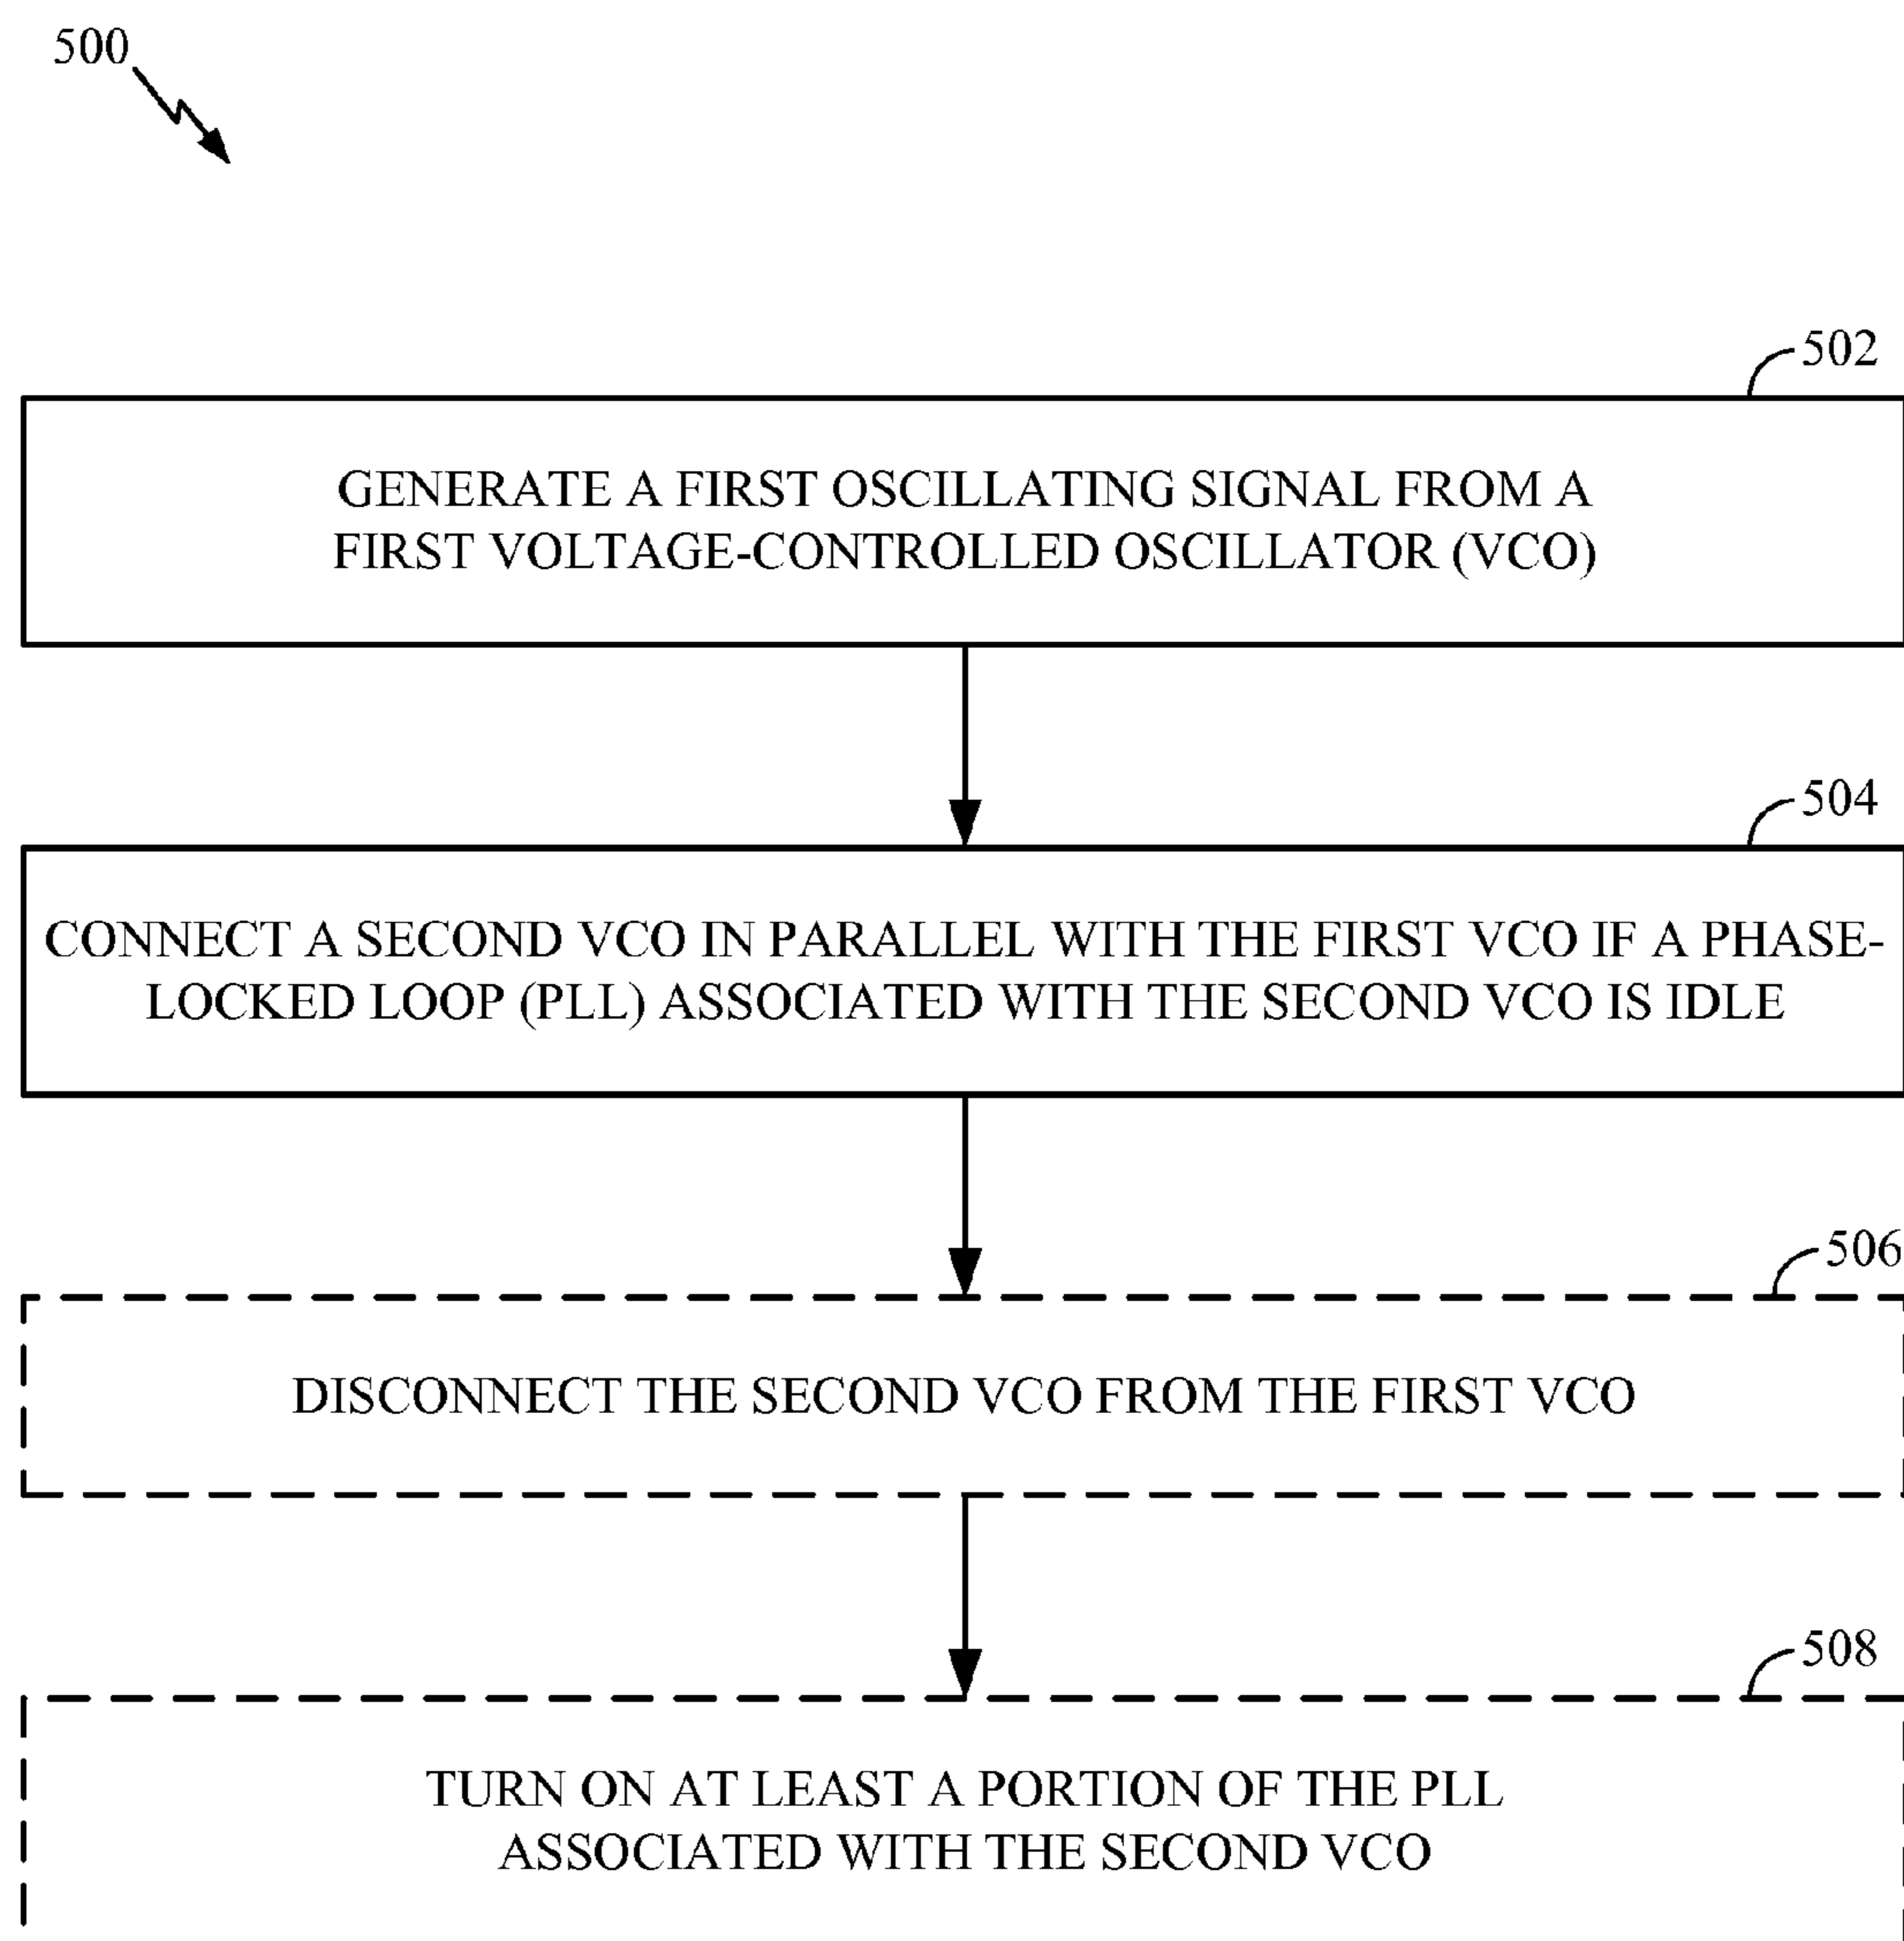 500
502
GENERATE A FIRST OSCILLATING SIGNAL FROM A
FIRST VOLTAGE-CONTROLLED OSCILLATOR (VCO)
504
CONNECT A SECOND VCO IN PARALLEL WITH THE FIRST VCO IF A PHASE-
LOCKED LOOP (PLL) ASSOCIATED WITH THE SECOND VCO IS IDLE
506
DISCONNECT THE SECOND VCO FROM THE FIRST VCO
508
TURN ON AT LEAST A PORTION OF THE PLL
ASSOCIATED WITH THE SECOND VCO